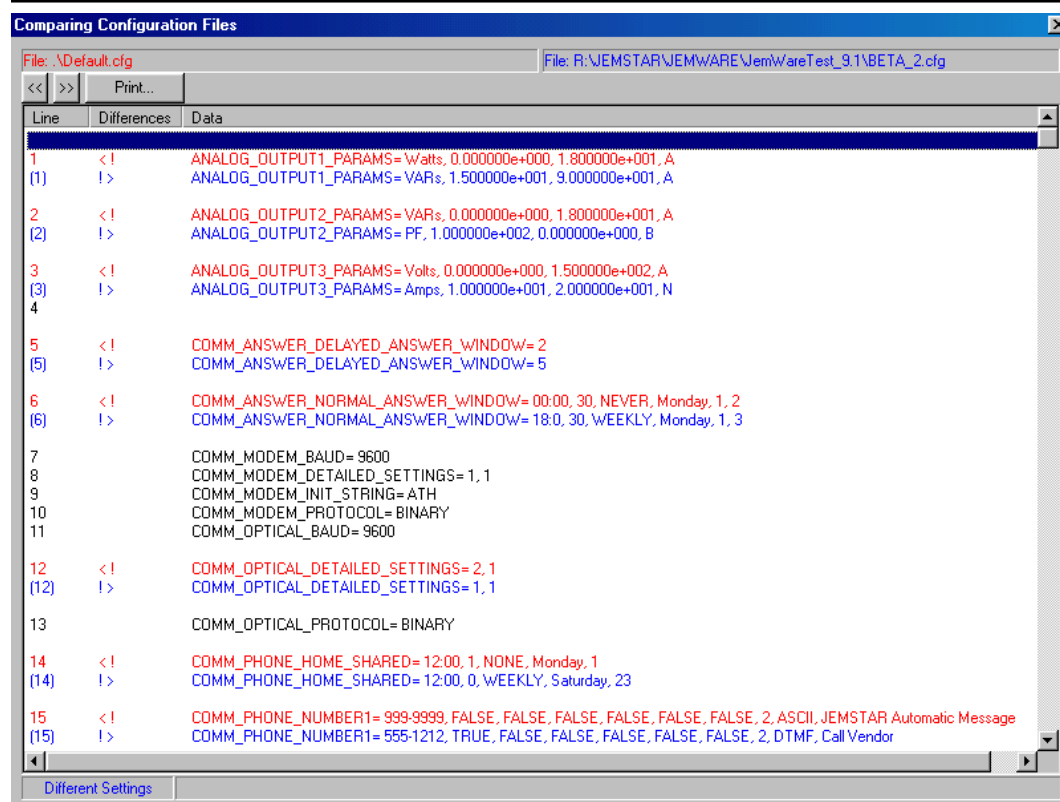 Comparing Configuration Files
File: .\Default.cfg File: R:\JEMSTAR\JEMWARE\JemWareTest_9.1\BETA_2.cfg
<< >> Print...
Line Differences Data
1 <! ANALOG_OUTPUT1_PARAMS= Watts, 0.000000e+000, 1.800000e+001, A
(1) !> ANALOG_OUTPUT1_PARAMS= VARs, 1.500000e+001, 9.000000e+001, A
2 <! ANALOG_OUTPUT2_PARAMS= VARs, 0.000000e+000, 1.800000e+001, A
(2) !> ANALOG_OUTPUT2_PARAMS= PF, 1.000000e+002, 0.000000e+000, B
3 <! ANALOG_OUTPUT3_PARAMS= Volts, 0.000000e+000, 1.500000e+002, A
(3) !> ANALOG_OUTPUT3_PARAMS= Amps, 1.000000e+001, 2.000000e+001, N
4
5 <! COMM_ANSWER_DELAYED_ANSWER_WINDOW= 2
(5) !> COMM_ANSWER_DELAYED_ANSWER_WINDOW= 5
6 <! COMM_ANSWER_NORMAL_ANSWER_WINDOW= 00:00, 30, NEVER, Monday, 1, 2
(6) !> COMM_ANSWER_NORMAL_ANSWER_WINDOW= 18:0, 30, WEEKLY, Monday, 1, 3
7 COMM_MODEM_BAUD= 9600
8 COMM_MODEM_DETAILED_SETTINGS= 1, 1
9 COMM_MODEM_INIT_STRING= ATH
10 COMM_MODEM_PROTOCOL= BINARY
11 COMM_OPTICAL_BAUD= 9600
12 <! COMM_OPTICAL_DETAILED_SETTINGS= 2, 1
(12) !> COMM_OPTICAL_DETAILED_SETTINGS= 1, 1
13 COMM_OPTICAL_PROTOCOL= BINARY
14 <! COMM_PHONE_HOME_SHARED= 12:00, 1, NONE, Monday, 1
(14) !> COMM_PHONE_HOME_SHARED= 12:00, 0, WEEKLY, Saturday, 23
15 <! COMM_PHONE_NUMBER1= 999-9999, FALSE, FALSE, FALSE, FALSE, FALSE, FALSE, 2, ASCII, JEMSTAR Automatic Message
(15) !> COMM_PHONE_NUMBER1= 555-1212, TRUE, FALSE, FALSE, FALSE, FALSE, FALSE, 2, DTMF, Call Vendor
Different Settings